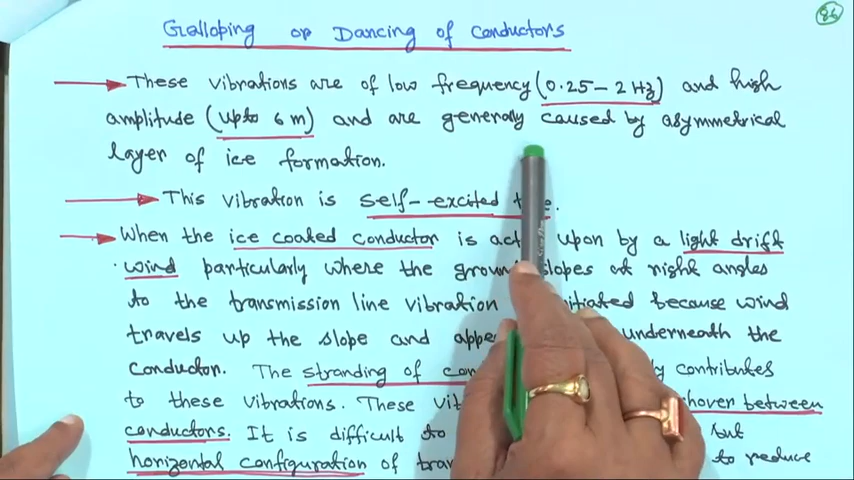 86
Galloping or Dancing of Conductors
These vibrations are of low frequency (0.25 – 2 Hz) and high
amplitude (upto 6 m) and are generally caused by asymmetrical
layer of ice formation.
This vibration is self-excited
When the ice coated conductor is upon by a light drift
wind particularly where the ground slopes at right angles
to the transmission line vibration because wind
travels up the slope and underneath the
conductor. The stranding of contributes
to these vibrations. These between
conductors. It is difficult to but
horizontal configuration of to reduce